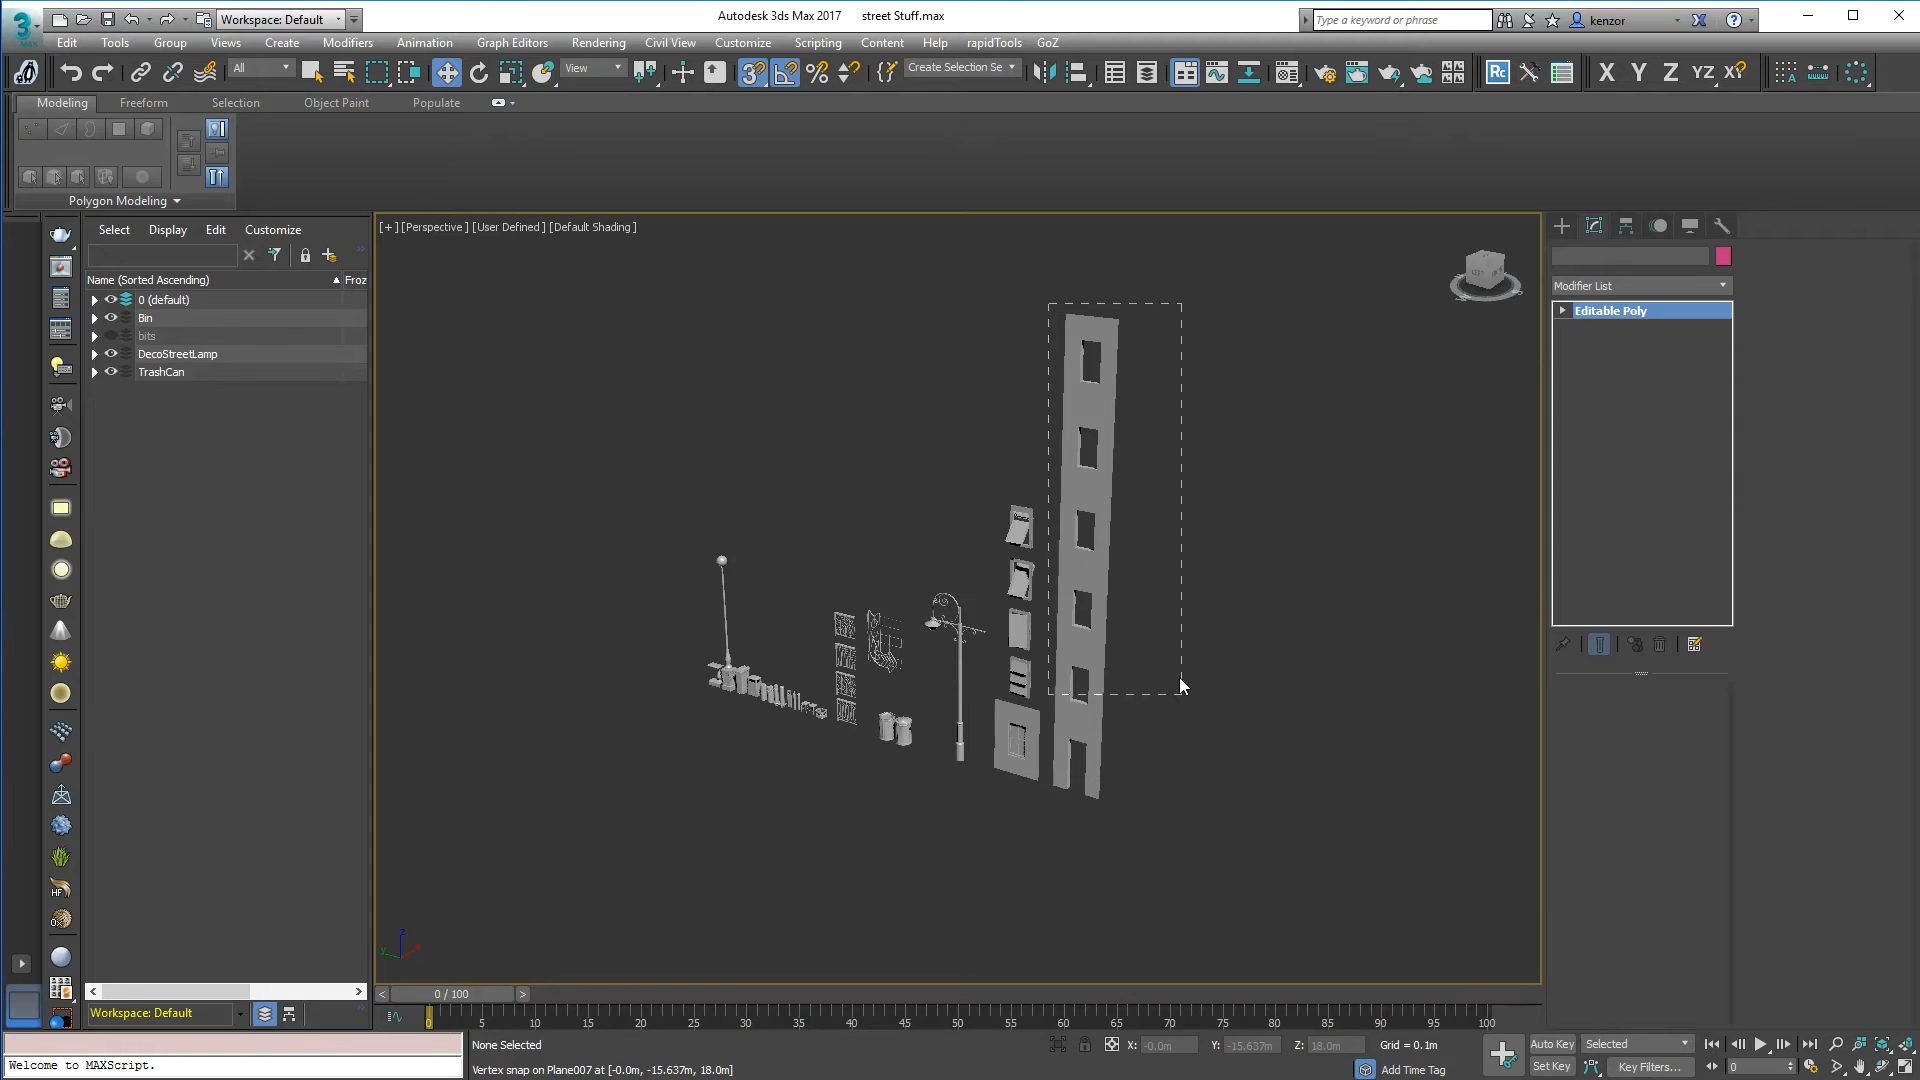 Workspace: Default
Autodesk 3ds Max 2017 street Stuff.max
Type a keyword or phrase
kenzor
MAX
Edit Tools Group Views Create Modifiers Animation Graph Editors Rendering Civil View Customize Scripting Content Help rapidTools GoZ
All
View
Create Selection Se
Rc
X Y Z YZ XY
Modeling Freeform Selection Object Paint Populate
Polygon Modeling
Select Display Edit Customize
[+] [Perspective ] [User Defined ] [Default Shading ]
Name (Sorted Ascending) Froz
0 (default)
Bin
bits
DecoStreetLamp
TrashCan
Modifier List
Editable Poly
0 / 100
Workspace: Default
0 5 10 15 20 25 30 35 40 45 50 55 60 65 70 75 80 85 90 95 100
None Selected
X: -0.0m Y: -15.637m Z: 18.0m Grid = 0.1m
Auto Key Selected
Welcome to MAXScript.
Vertex snap on Plane007 at [-0.0m, -15.637m, 18.0m]
Add Time Tag
Set Key Key Filters... 0